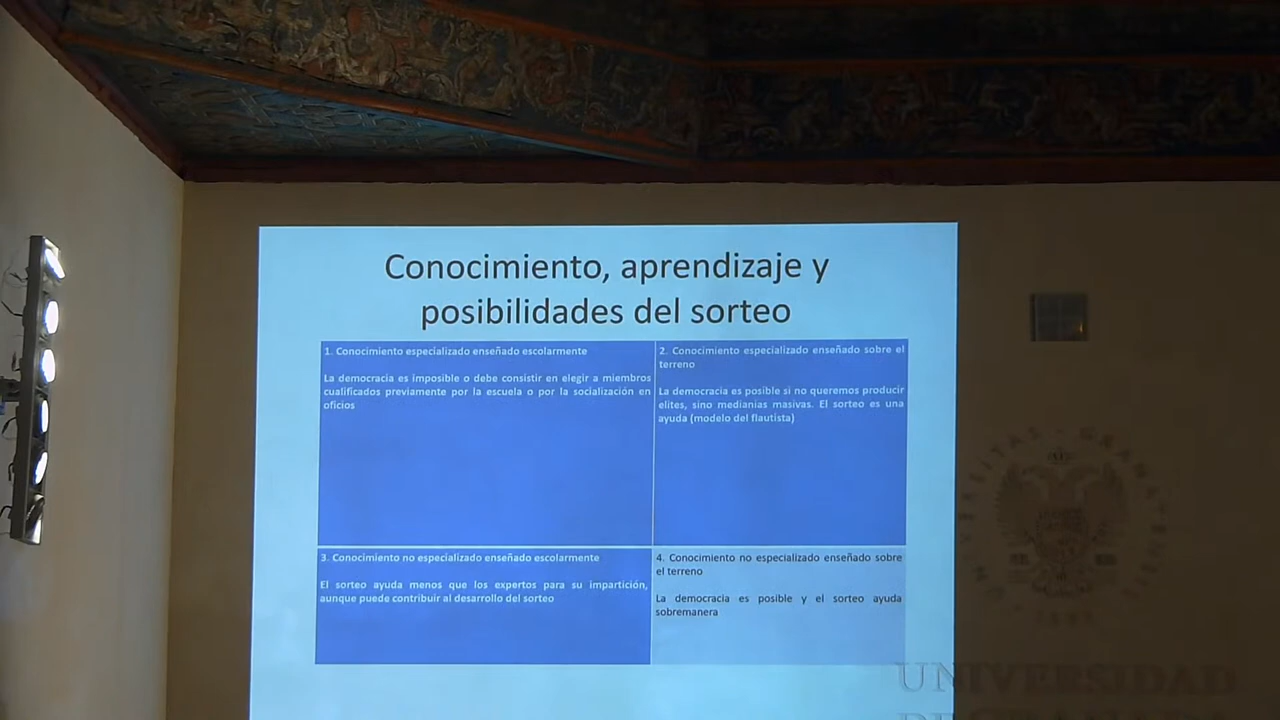 Conocimiento, aprendizaje y
posibilidades del sorteo
1. Conocimiento especializado enseñado escolarmente
La democracia es imposible o debe consistir en elegir a miembros
cualificados previamente por la escuela o por la socialización en
oficios
2. Conocimiento especializado enseñado sobre el
terreno
La democracia es posible si no queremos producir
elites, sino medianías masivas. El sorteo es una
ayuda (modelo del flautista)
3. Conocimiento no especializado enseñado escolarmente
El sorteo ayuda menos que los expertos para su impartición,
aunque puede contribuir al desarrollo del sorteo
4. Conocimiento no especializado enseñado sobre
el terreno
La democracia es posible y el sorteo ayuda
sobremanera
UNIVERSIDAD